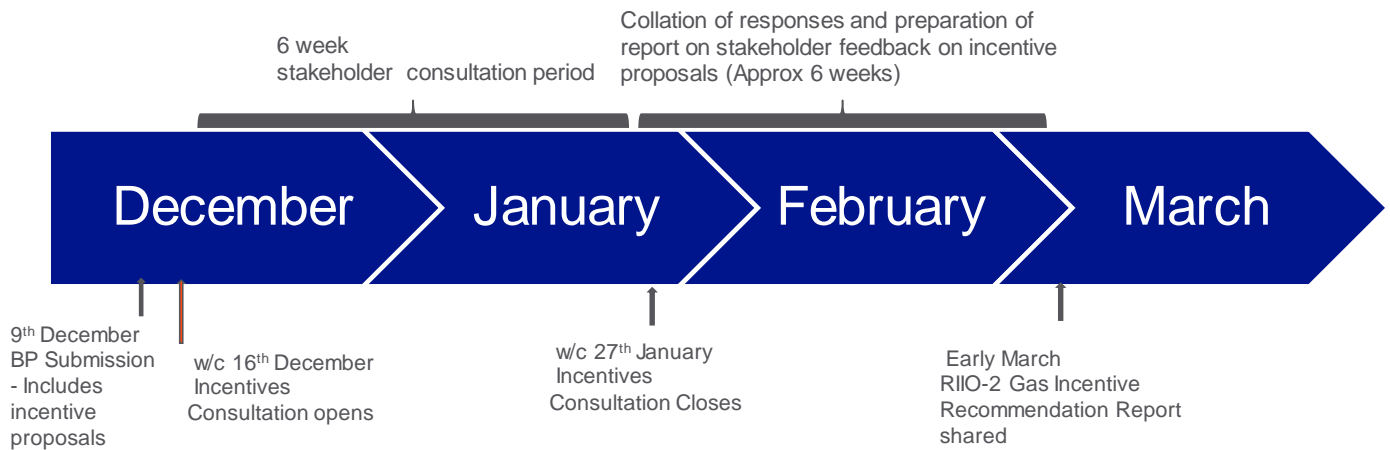 6 week
stakeholder consultation period
Collation of responses and preparation of
report on stakeholder feedback on incentive
proposals (Approx 6 weeks)
December
January
February
March
9th December
BP Submission
- Includes
incentive
proposals
w/c 16th December
Incentives
Consultation opens
w/c 27th January
Incentives
Consultation Closes
Early March
RIIO-2 Gas Incentive
Recommendation Report
shared